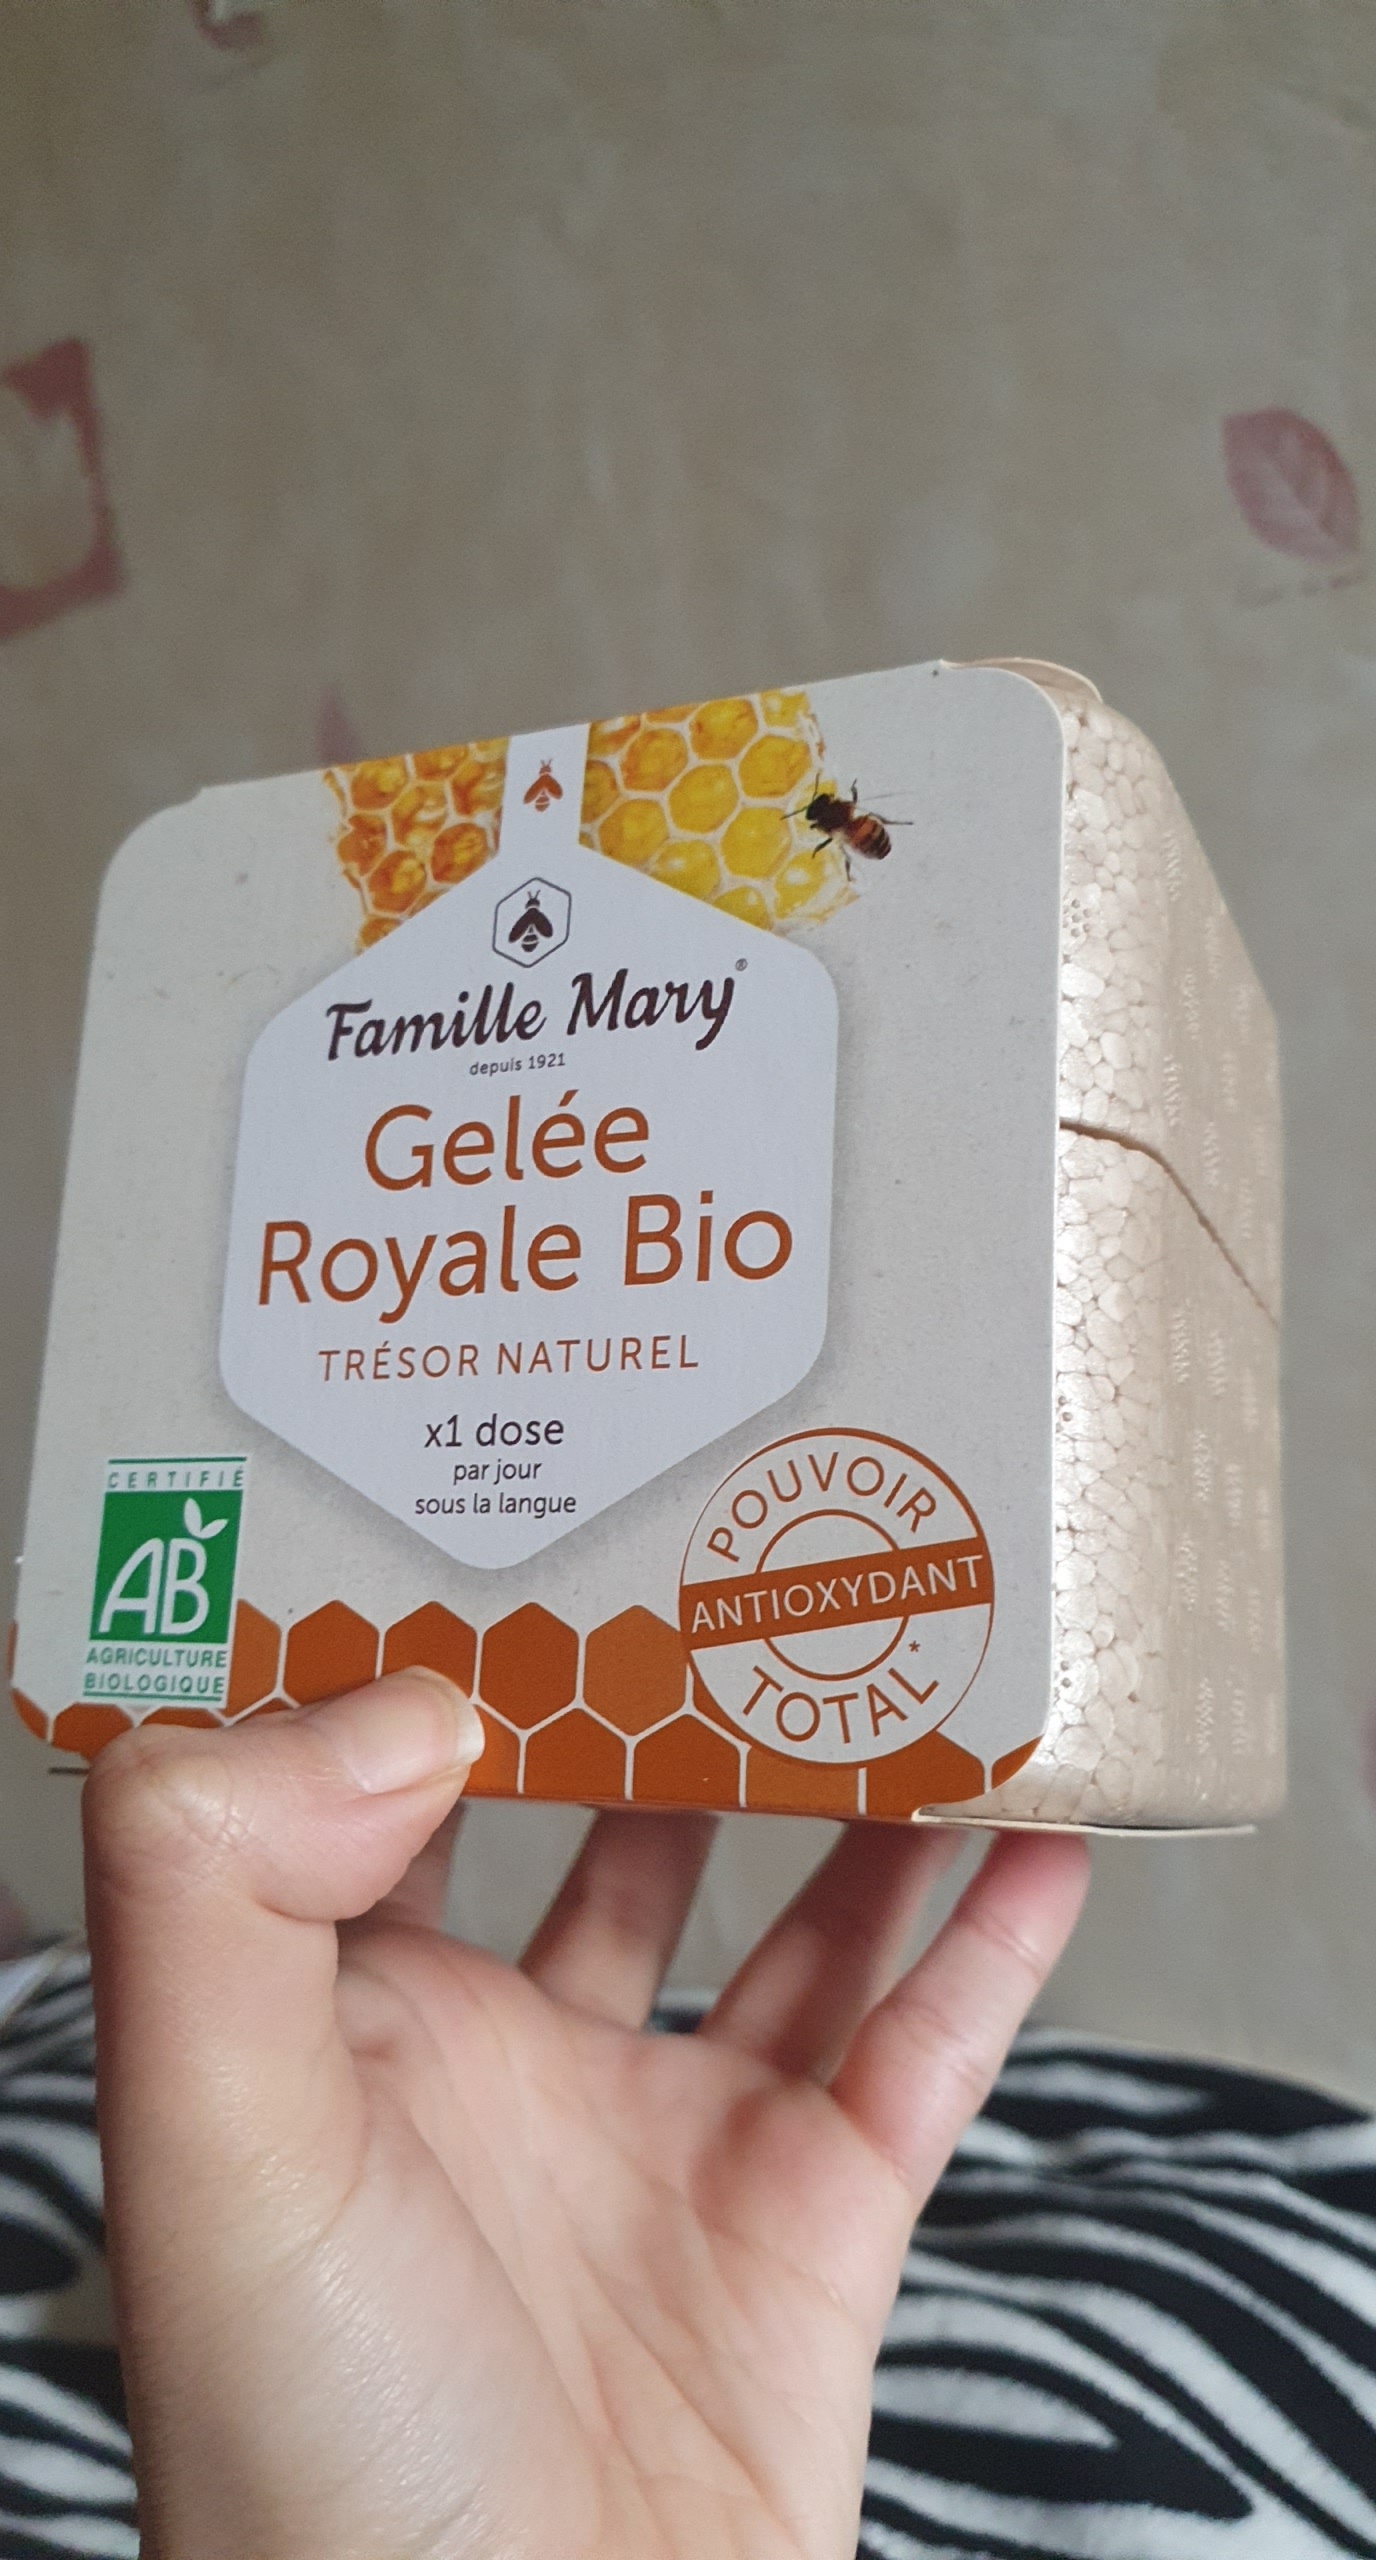 Famille Mary®
depuis 1921
Gelée
Royale Bio
TRÉSOR NATUREL
x1 dose
par jour
sous la langue
CERTIFIÉ
AB
AGRICULTURE
BIOLOGIQUE
POUVOIR
ANTIOXYDANT
TOTAL*